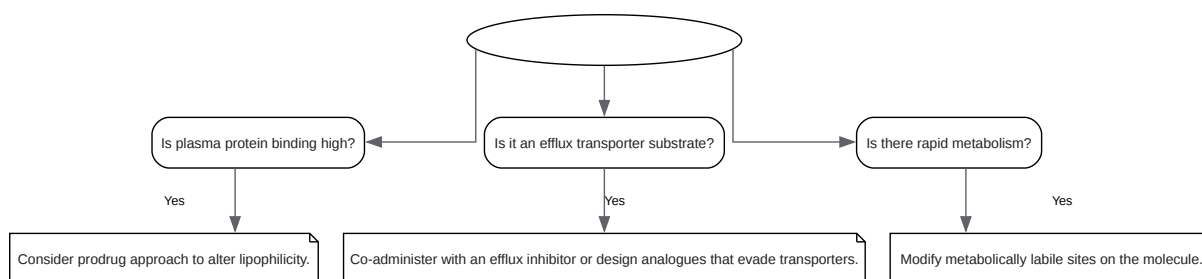 Is plasma protein binding high?
Is it an efflux transporter substrate?
Is there rapid metabolism?
Yes
Yes
Yes
Consider prodrug approach to alter lipophilicity.
Co-administer with an efflux inhibitor or design analogues that evade transporters.
Modify metabolically labile sites on the molecule.